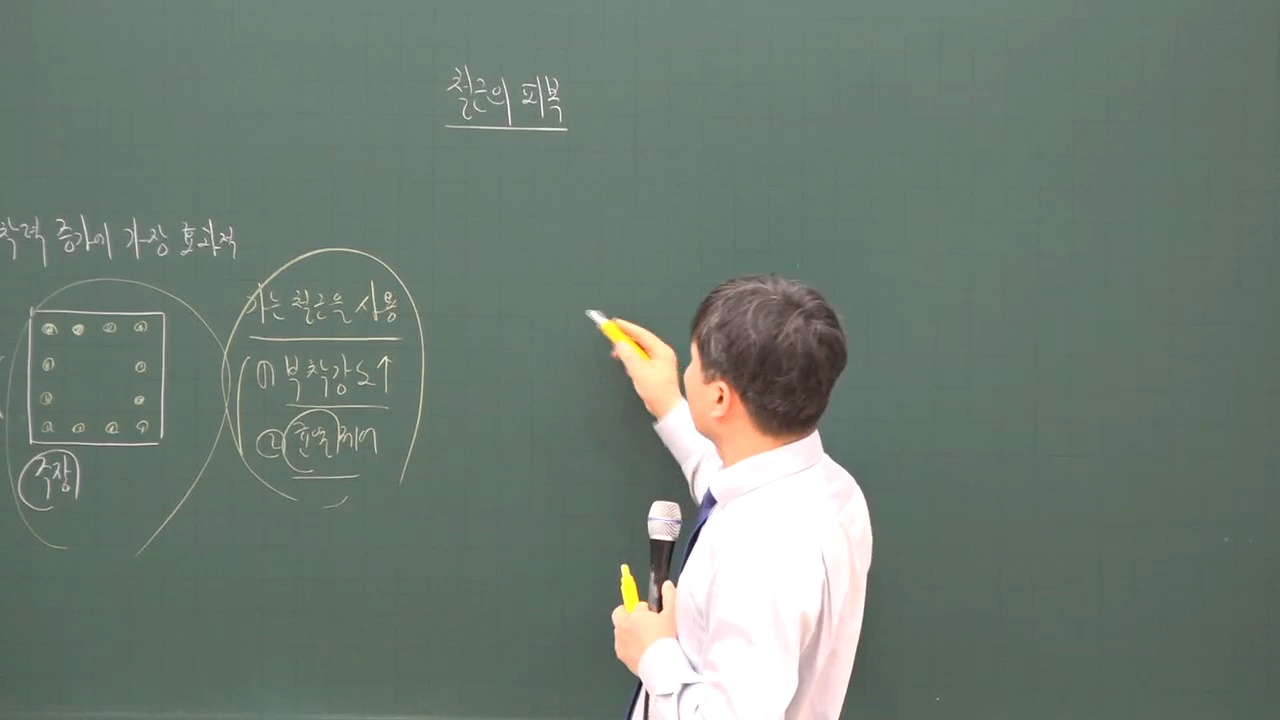 철근의 피복
착력 증가에 가장 효과적
가는 철근을 사용
① 부착강도↑
② 균열제어
주장